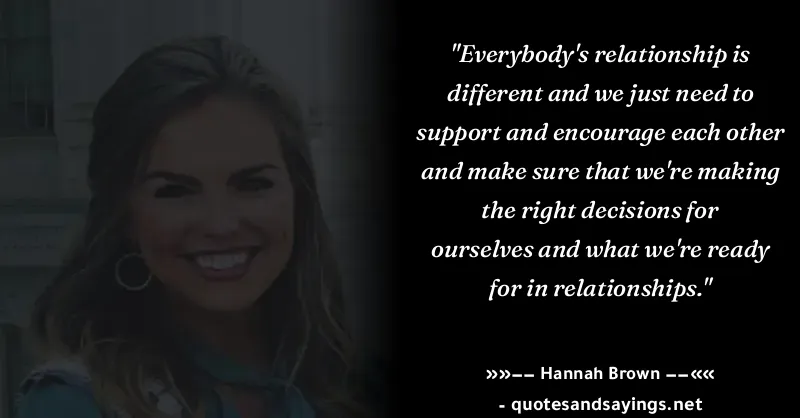 "Everybody's relationship is
different and we just need to
support and encourage each other
and make sure that we're making
the right decisions for
ourselves and what we're ready
for in relationships."
»»−− Hannah Brown −−««
- quotesandsayings.net